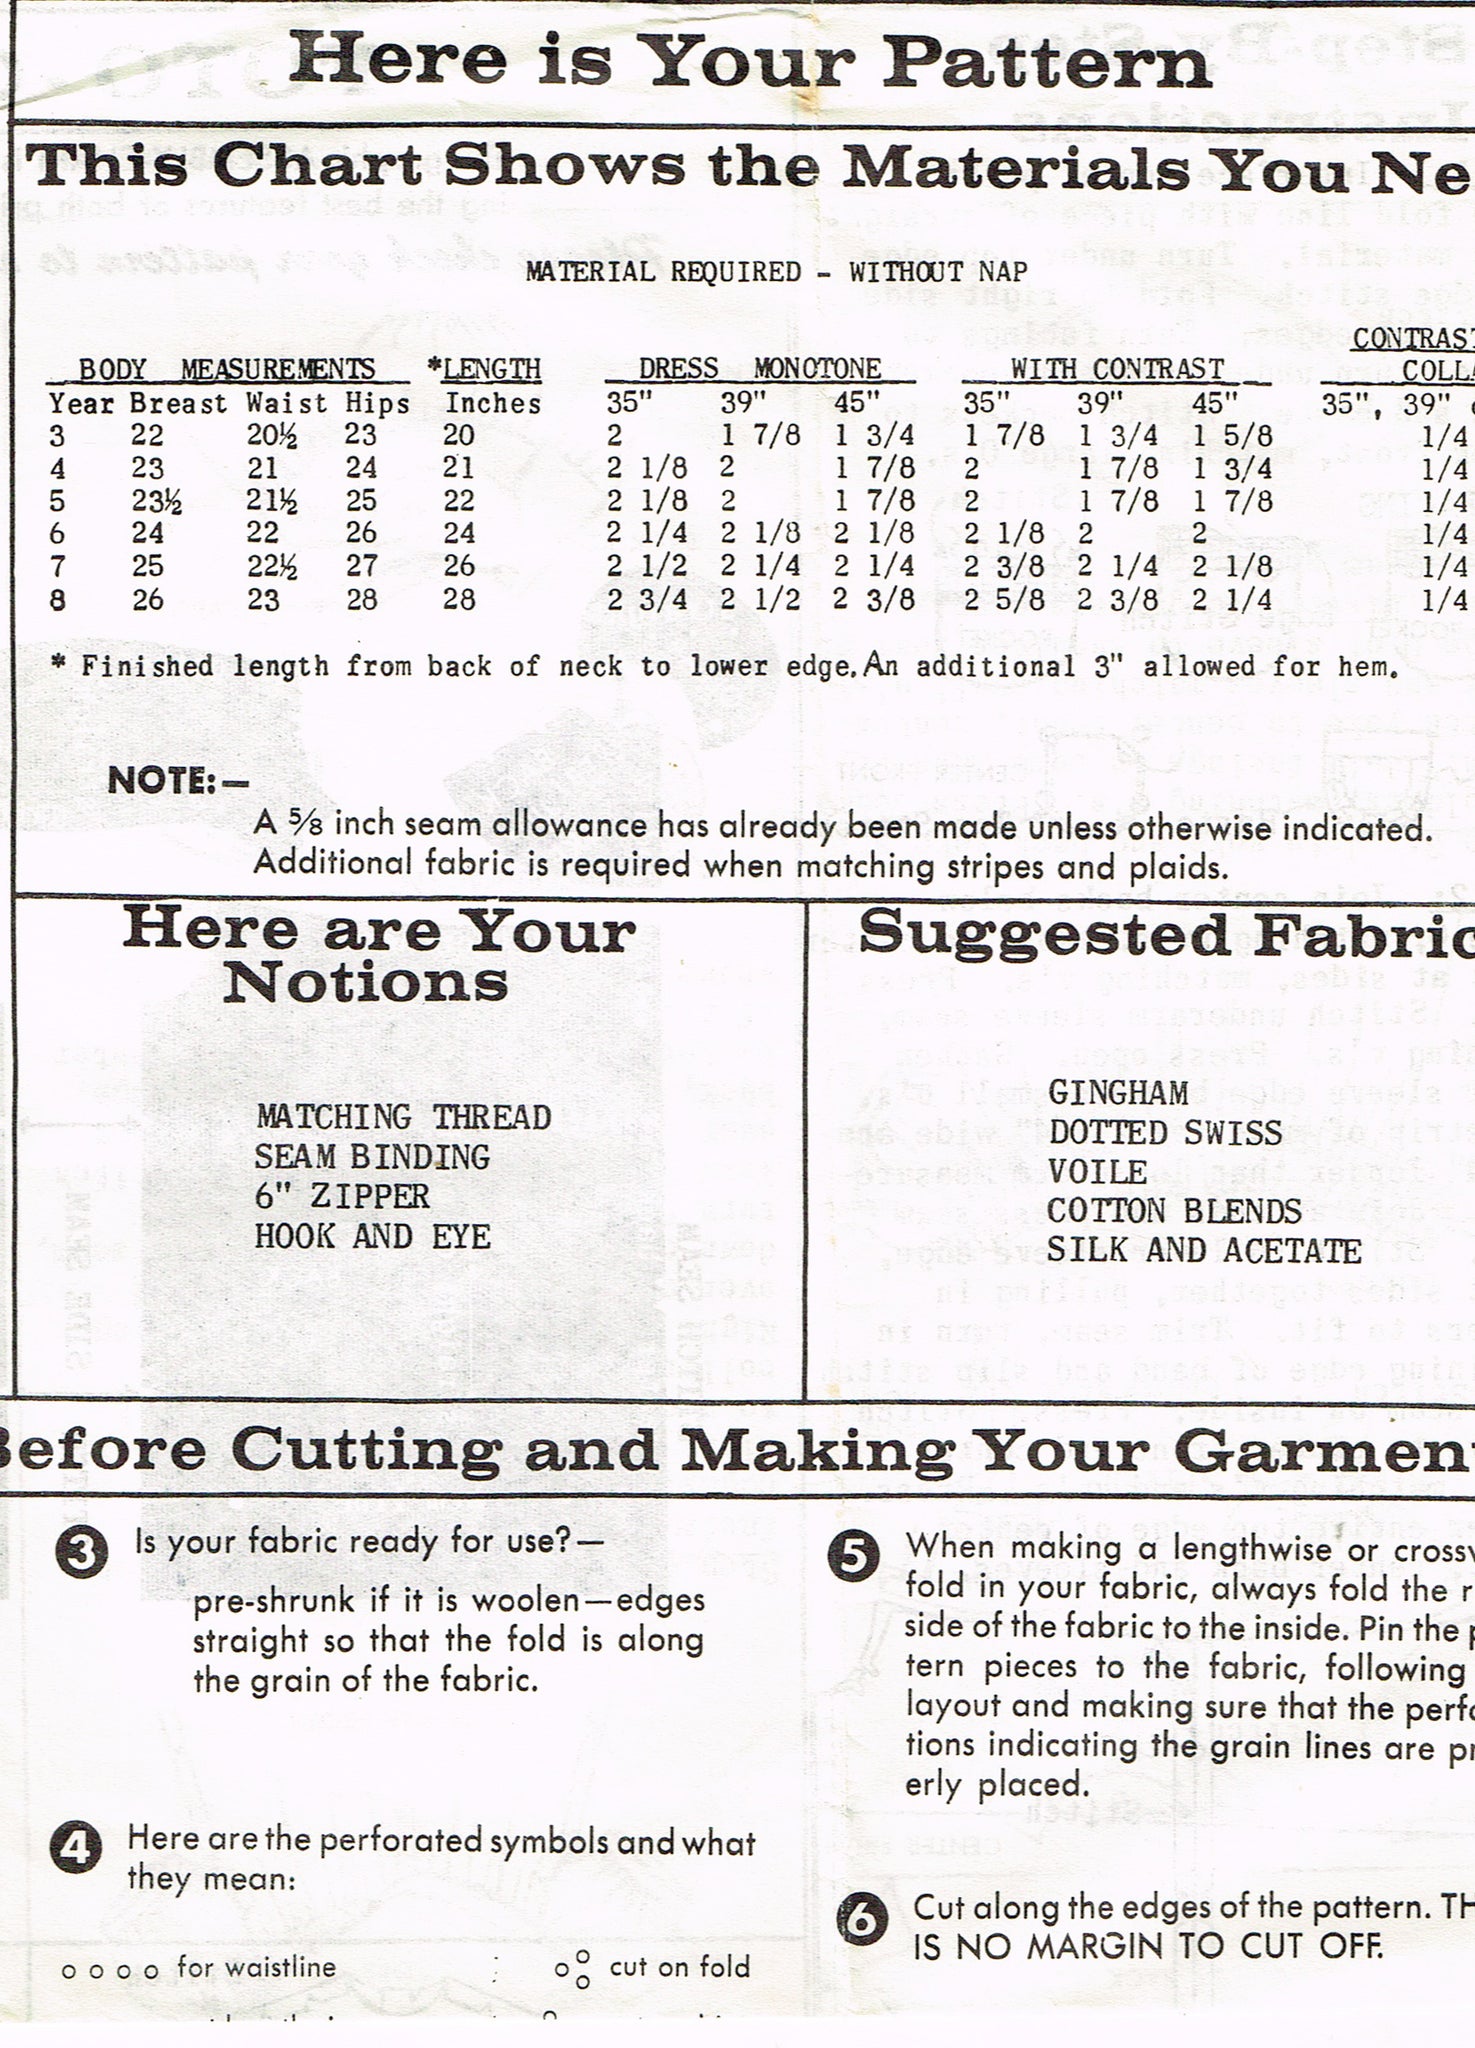 Here is Your Pattern
This Chart Shows the Materials You Ne
MATERIAL REQUIRED - WITHOUT NAP
CONTRAST
BODY MEASUREMENTS *LENGTH DRESS MONOTONE WITH CONTRAST COLLA
Year Breast Waist Hips Inches 35" 39" 45" 35" 39" 45" 35", 39"
3 22 20½ 23 20 2 1 7/8 1 3/4 1 7/8 1 3/4 1 5/8 1/4
4 23 21 24 21 2 1/8 2 1 7/8 2 1 7/8 1 3/4 1/4
5 23½ 21½ 25 22 2 1/8 2 1 7/8 2 1 7/8 1 7/8 1/4
6 24 22 26 24 2 1/4 2 1/8 2 1/8 2 1/8 2 2 1/4
7 25 22½ 27 26 2 1/2 2 1/4 2 1/4 2 3/8 2 1/4 2 1/8 1/4
8 26 23 28 28 2 3/4 2 1/2 2 3/8 2 5/8 2 3/8 2 1/4 1/4
* Finished length from back of neck to lower edge. An additional 3" allowed for hem.
NOTE:—
A 5/8 inch seam allowance has already been made unless otherwise indicated.
Additional fabric is required when matching stripes and plaids.
Here are Your
Notions
MATCHING THREAD
SEAM BINDING
6" ZIPPER
HOOK AND EYE
Suggested Fabric
GINGHAM
DOTTED SWISS
VOILE
COTTON BLENDS
SILK AND ACETATE
Before Cutting and Making Your Garmen
3 Is your fabric ready for use?—
pre-shrunk if it is woolen—edges
straight so that the fold is along
the grain of the fabric.
4 Here are the perforated symbols and what
they mean:
o o o o for waistline
cut on fold
5 When making a lengthwise or crossw
fold in your fabric, always fold the r
side of the fabric to the inside. Pin the p
tern pieces to the fabric, following
layout and making sure that the perfo
tions indicating the grain lines are pr
erly placed.
6 Cut along the edges of the pattern. TH
IS NO MARGIN TO CUT OFF.